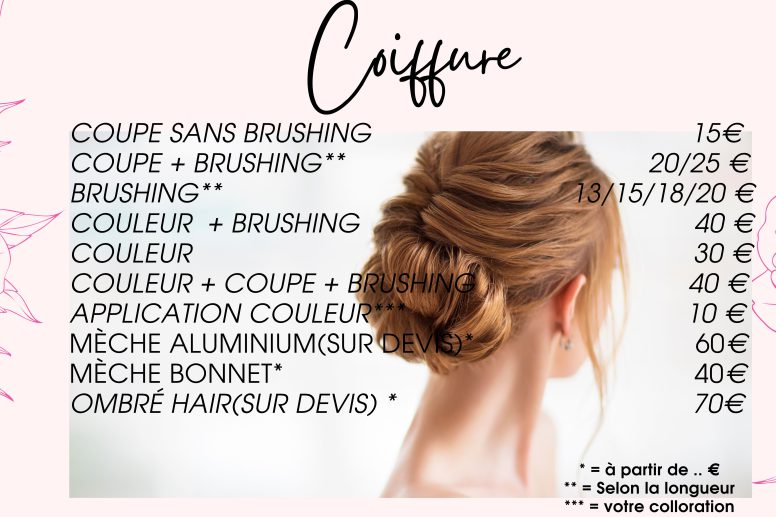 Coiffure
COUPE SANS BRUSHING 15€
COUPE + BRUSHING** 20/25 €
BRUSHING** 13/15/18/20 €
COULEUR + BRUSHING 40 €
COULEUR 30 €
COULEUR + COUPE + BRUSHING 40 €
APPLICATION COULEUR*** 10 €
MÈCHE ALUMINIUM(SUR DEVIS)* 60€
MÈCHE BONNET* 40€
OMBRÉ HAIR(SUR DEVIS) * 70€
* = à partir de .. €
** = Selon la longueur
*** = votre colloration